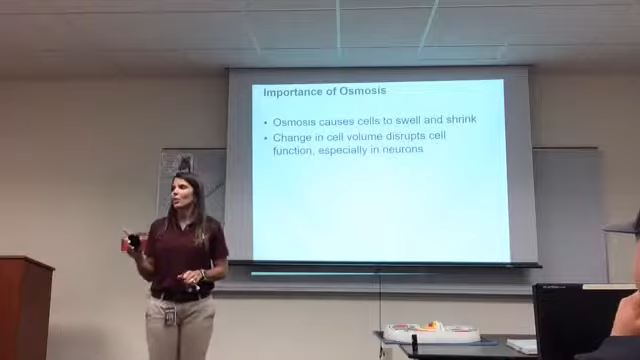 Importance of Osmosis
• Osmosis causes cells to swell and shrink
• Change in cell volume disrupts cell
function, especially in neurons